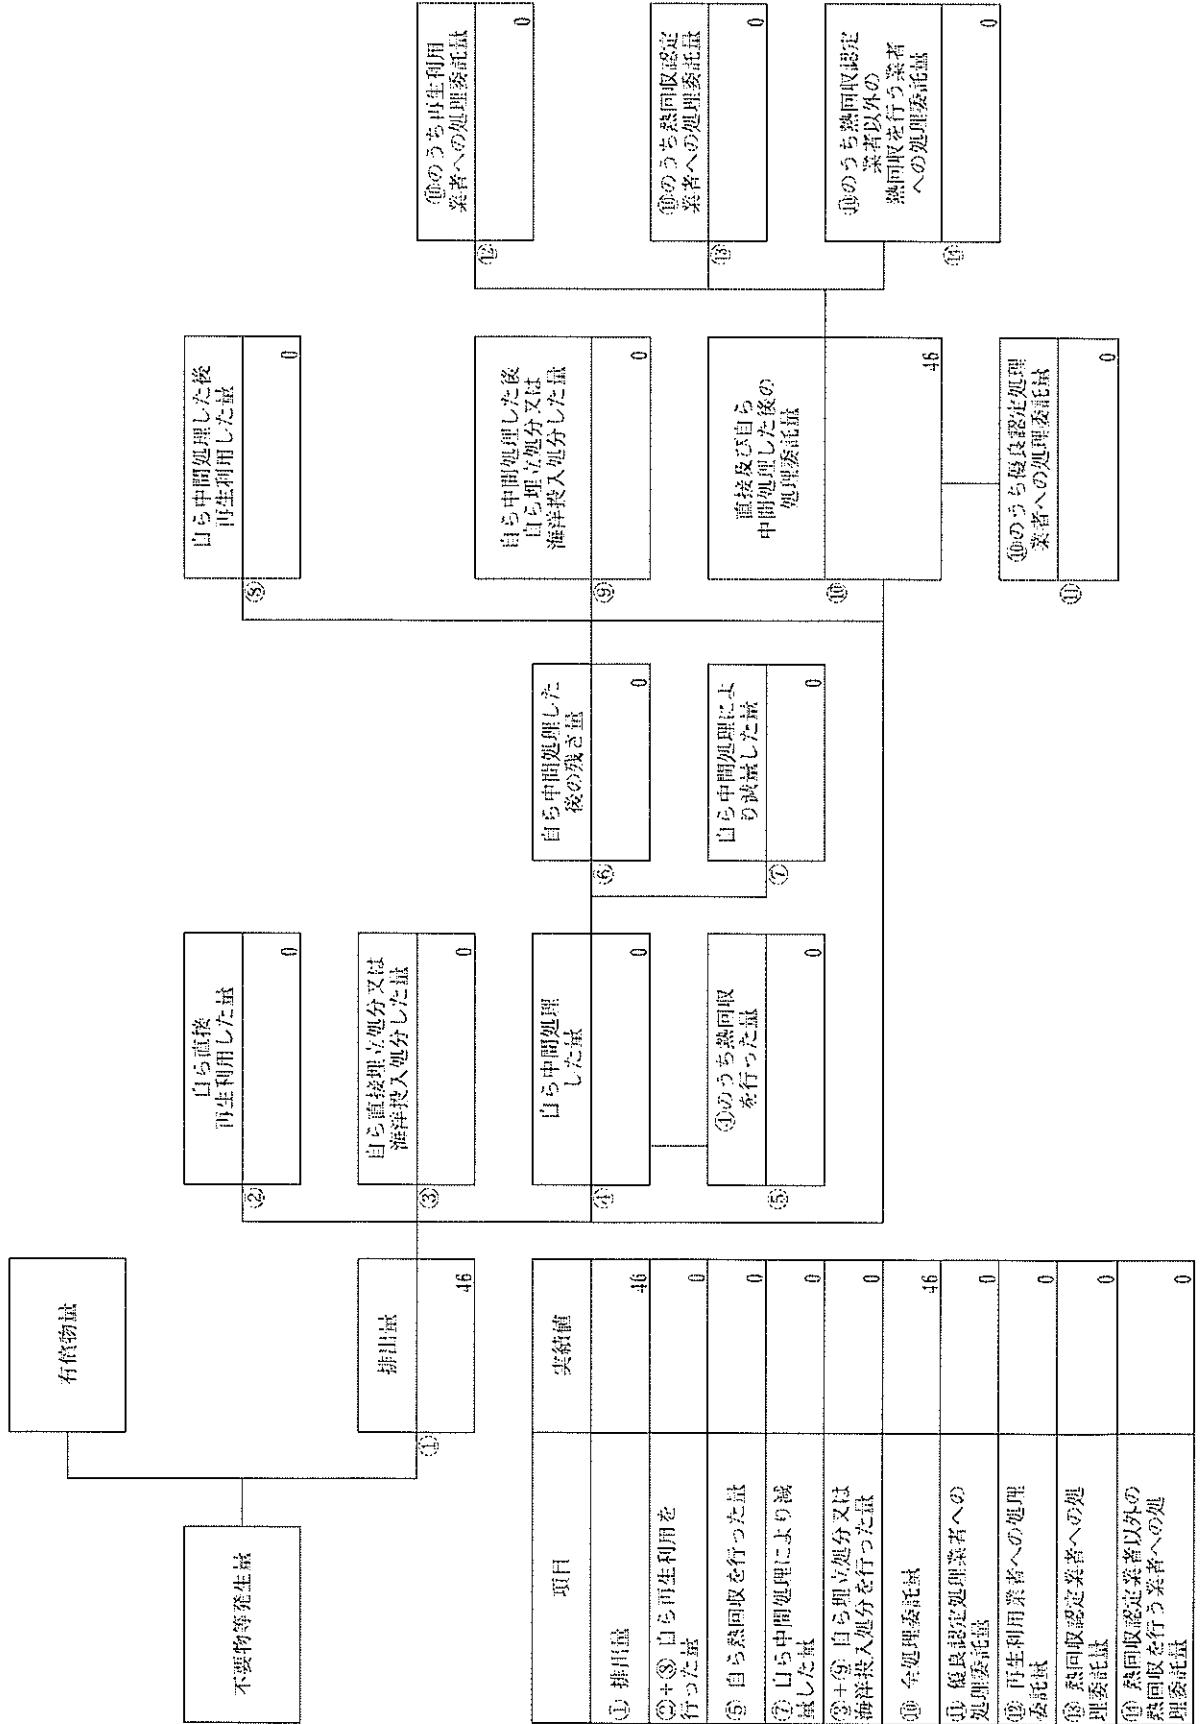 不要物等発生量
有償物量
①
排出量
46
②
自ら直接
再生利用した量
0
③
自ら直接埋立処分又は
海洋投入処分した量
0
④
自ら中間処理
した量
0
⑤
④のうち熱回収
を行った量
0
⑥
自ら中間処理した
後の残さ量
0
⑦
自ら中間処理によ
り減量した量
0
⑧
自ら中間処理した後
再生利用した量
0
⑨
自ら中間処理した後
自ら埋立処分又は
海洋投入処分した量
0
⑩
直接及び自ら
中間処理した後の
処理委託量
46
⑪
⑩のうち優良認定処理
業者への処理委託量
0
⑫
⑩のうち再生利用
業者への処理委託量
0
⑬
⑩のうち熱回収認定
業者への処理委託量
0
⑭
⑩のうち熱回収認定
業者以外の
熱回収を行う業者
への処理委託量
0
項目 実績値
① 排出量 46
②+⑧ 自ら再生利用を
行った量 0
⑤ 自ら熱回収を行った量 0
⑦ 自ら中間処理により減
量した量 0
③+⑨ 自ら埋立処分又は
海洋投入処分を行った量 0
⑩ 全処理委託量 46
⑪ 優良認定処理業者への
処理委託量 0
⑫ 再生利用業者への処理
委託量 0
⑬ 熱回収認定業者への処
理委託量 0
⑭ 熱回収認定業者以外の
熱回収を行う業者への処
理委託量 0